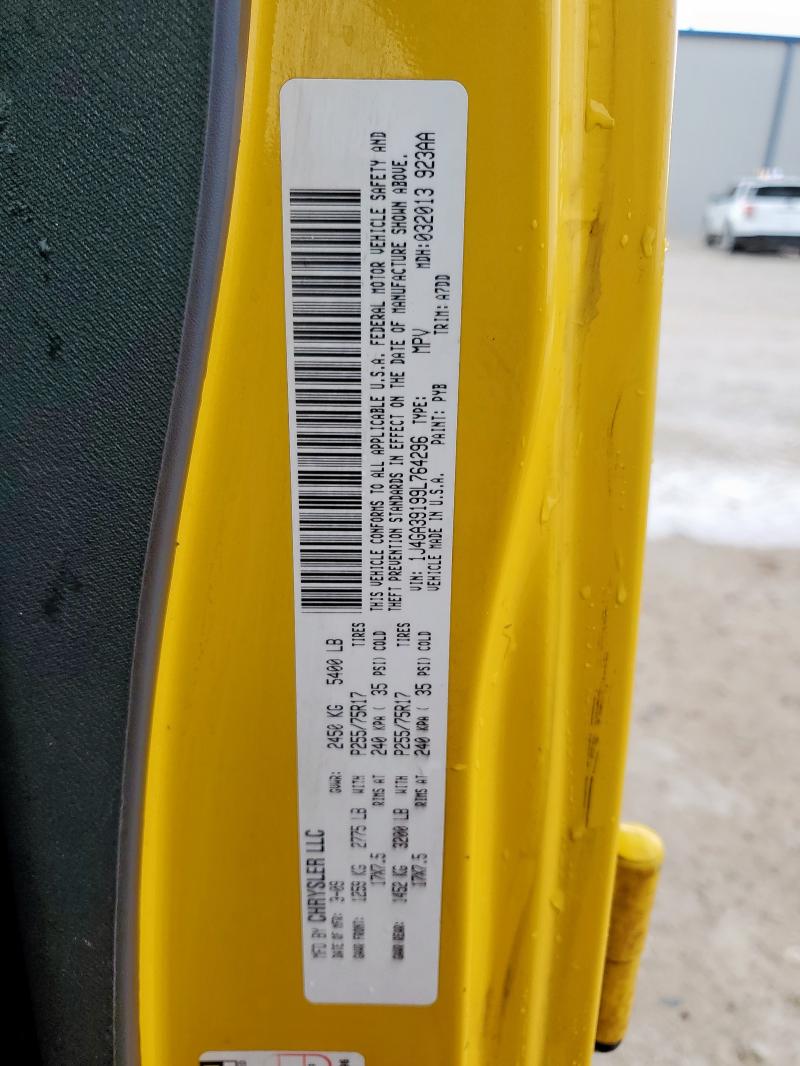 MFD BY CHRYSLER LLC
DATE OF MFR: 3-09 GVWR: 2450 KG 5400 LB
GAWR FRONT: 1259 KG 2775 LB WITH P255/75R17 TIRES
17X7.5 RIMS AT 240 KPA ( 35 PSI) COLD
GAWR REAR: 1452 KG 3200 LB WITH P255/75R17 TIRES
17X7.5 RIMS AT 240 KPA ( 35 PSI) COLD
THIS VEHICLE CONFORMS TO ALL APPLICABLE U.S.A. FEDERAL MOTOR VEHICLE SAFETY AND
THEFT PREVENTION STANDARDS IN EFFECT ON THE DATE OF MANUFACTURE SHOWN ABOVE.
VIN: 1J4GA39199L764296 TYPE: MPV MDH:032013 923AA
VEHICLE MADE IN U.S.A. PAINT: PYB TRIM: A7DD